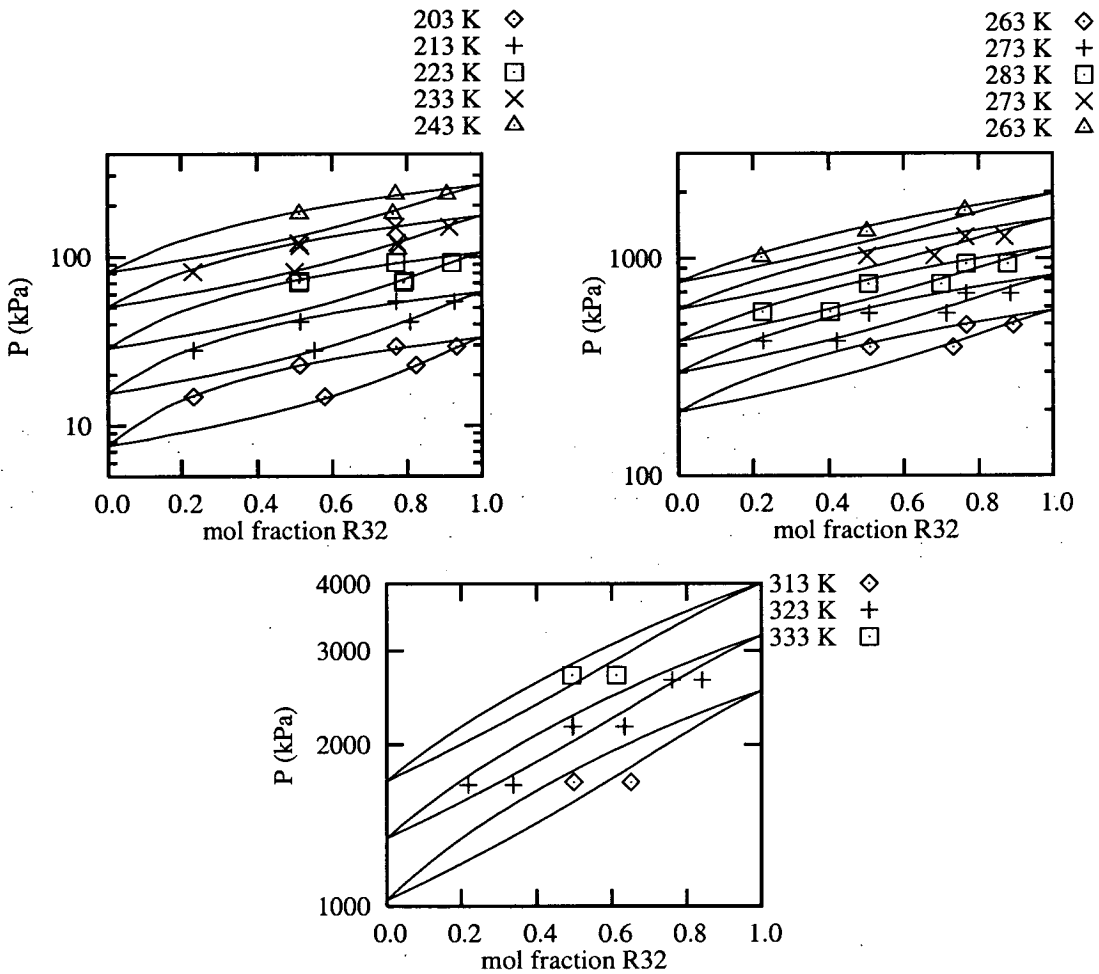 203 K
213 K
223 K
233 K
243 K
100
10
P (kPa)
0.0 0.2 0.4 0.6 0.8 1.0
mol fraction R32
263 K
273 K
283 K
273 K
263 K
1000
100
P (kPa)
0.0 0.2 0.4 0.6 0.8 1.0
mol fraction R32
313 K
323 K
333 K
4000
3000
2000
1000
P (kPa)
0.0 0.2 0.4 0.6 0.8 1.0
mol fraction R32